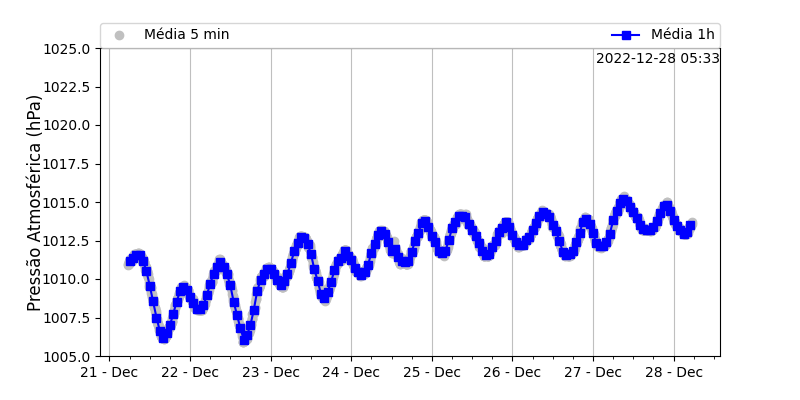 Média 5 min
Média 1h
2022-12-28 05:33
Pressão Atmosférica (hPa)
1025.0
1022.5
1020.0
1017.5
1015.0
1012.5
1010.0
1007.5
1005.0
21 - Dec
22 - Dec
23 - Dec
24 - Dec
25 - Dec
26 - Dec
27 - Dec
28 - Dec